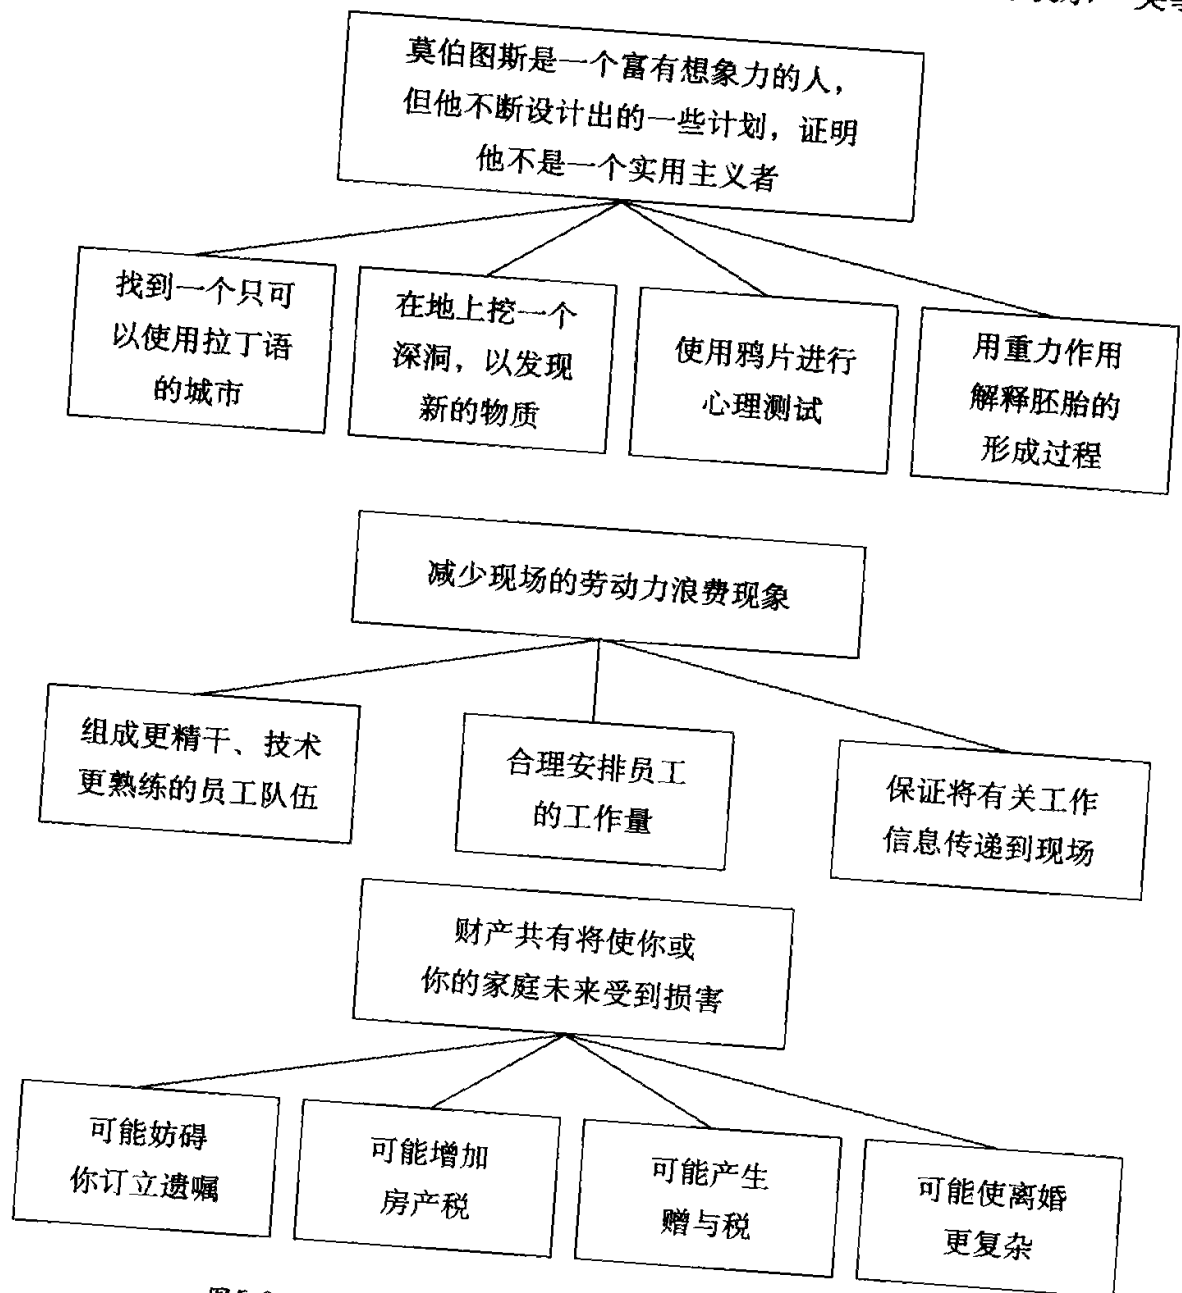 莫伯图斯是一个富有想象力的人，
但他不断设计出的一些计划，证明
他不是一个实用主义者
找到一个只可
以使用拉丁语
的城市
在地上挖一个
深洞，以发现
新的物质
使用鸦片进行
心理测试
用重力作用
解释胚胎的
形成过程
减少现场的劳动力浪费现象
组成更精干、技术
更熟练的员工队伍
合理安排员工
的工作量
保证将有关工作
信息传递到现场
财产共有将使你或
你的家庭未来受到损害
可能妨碍
你订立遗嘱
可能增加
房产税
可能产生
赠与税
可能使离婚
更复杂